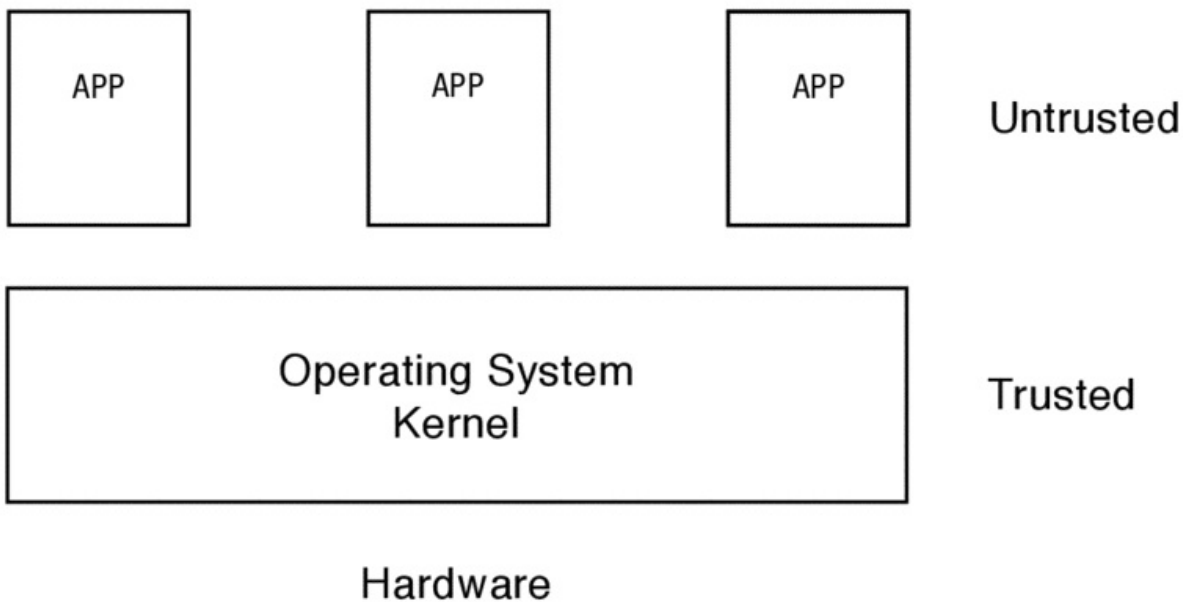 APP
APP
APP
Untrusted
Operating System
Kernel
Trusted
Hardware